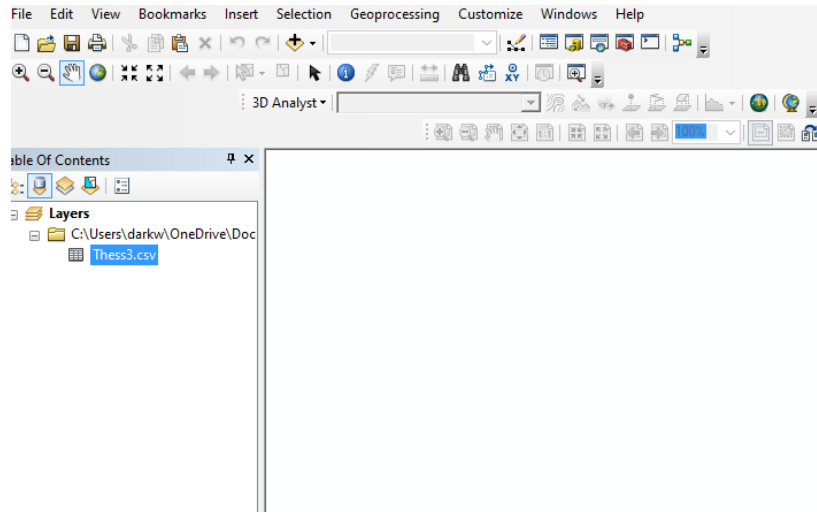 File Edit View Bookmarks Insert Selection Geoprocessing Customize Windows Help
3D Analyst
100%
able Of Contents
Layers
C:\Users\darkw\OneDrive\Doc
Thess3.csv